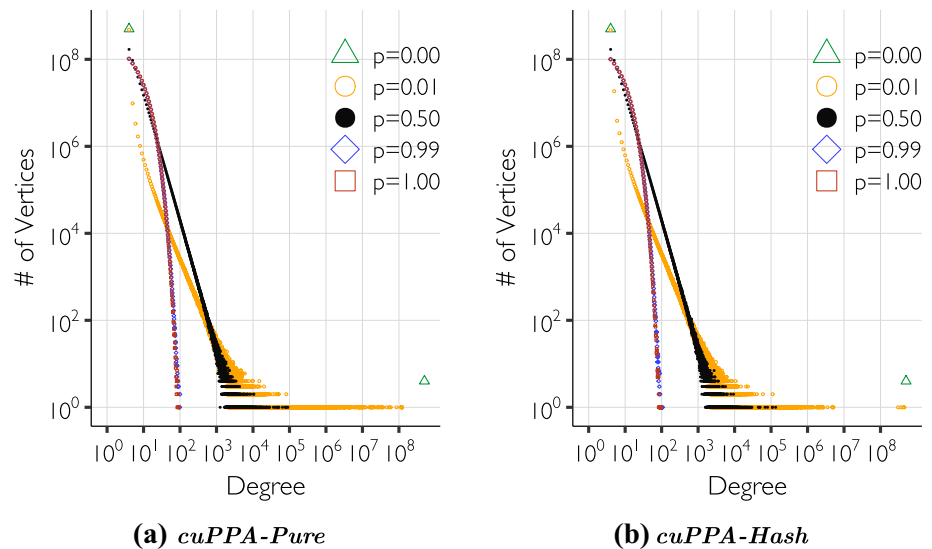 # of Vertices
10^8
10^6
10^4
10^2
10^0
10^0 10^1 10^2 10^3 10^4 10^5 10^6 10^7 10^8
Degree
p=0.00
p=0.01
p=0.50
p=0.99
p=1.00
(a) cuPPA-Pure
# of Vertices
10^8
10^6
10^4
10^2
10^0
10^0 10^1 10^2 10^3 10^4 10^5 10^6 10^7 10^8
Degree
p=0.00
p=0.01
p=0.50
p=0.99
p=1.00
(b) cuPPA-Hash